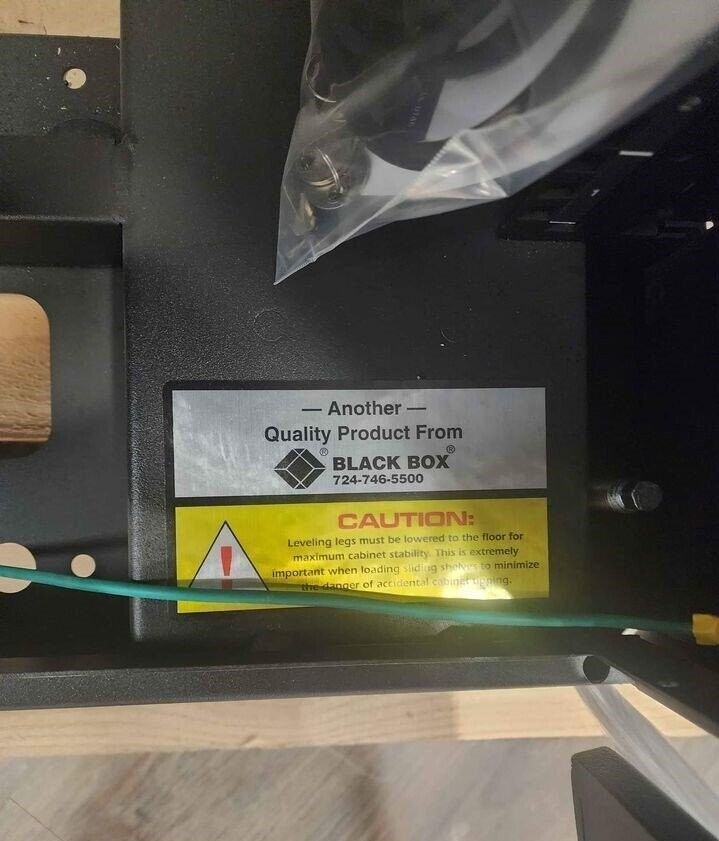 — Another —
Quality Product From
® BLACK BOX®
724-746-5500
CAUTION:
!
Leveling legs must be lowered to the floor for
maximum cabinet stability. This is extremely
important when loading sliding shelves to minimize
the danger of accidental cabinet tipping.